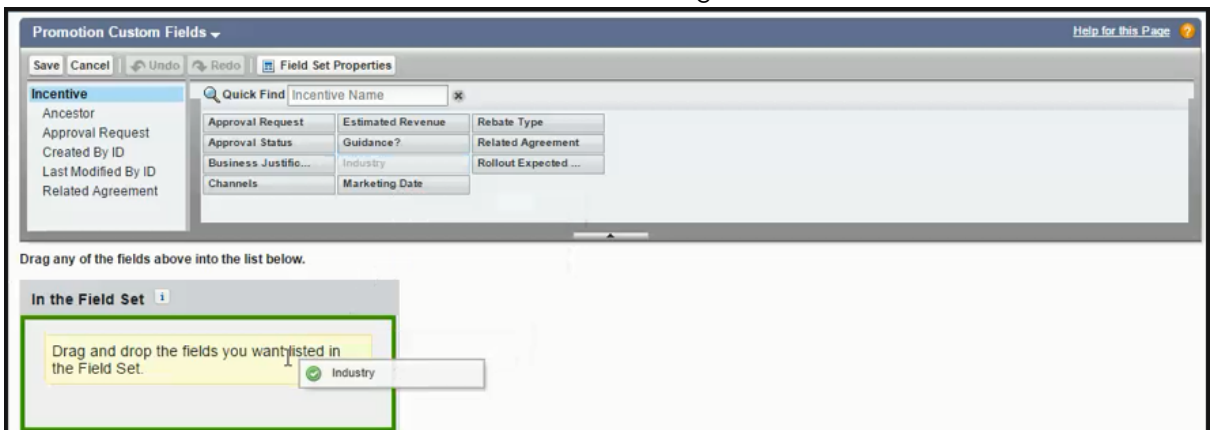 Promotion Custom Fields
Help for this Page
Save Cancel Undo Redo Field Set Properties
Incentive
Ancestor
Approval Request
Created By ID
Last Modified By ID
Related Agreement
Quick Find Incentive Name
Approval Request Estimated Revenue Rebate Type
Approval Status Guidance? Related Agreement
Business Justific... Industry Rollout Expected ...
Channels Marketing Date
Drag any of the fields above into the list below.
In the Field Set
Drag and drop the fields you want listed in
the Field Set.
Industry